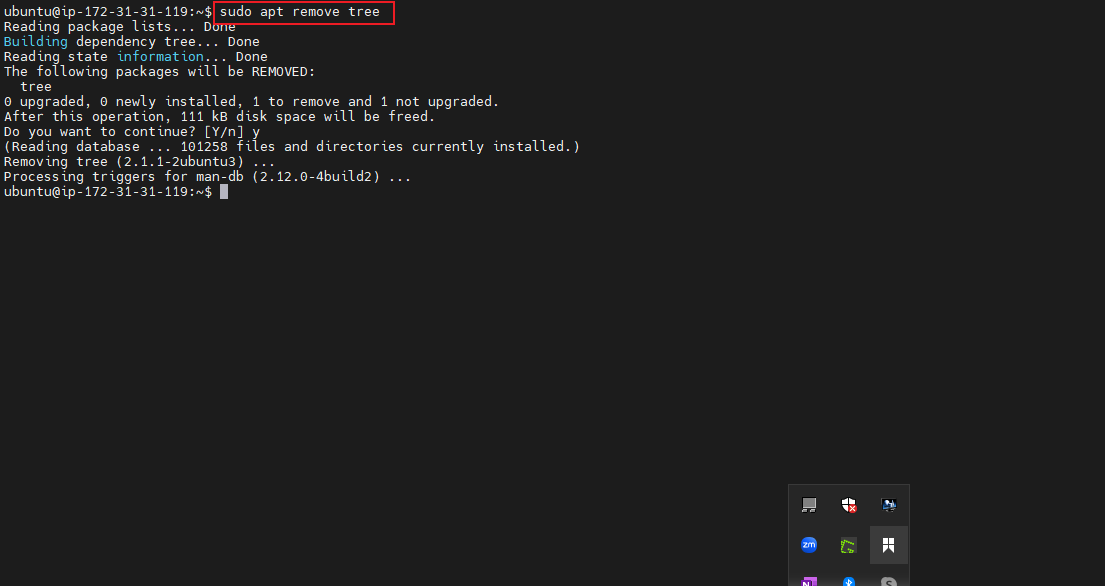 ubuntu@ip-172-31-31-119:~$ sudo apt remove tree
Reading package lists... Done
Building dependency tree... Done
Reading state information... Done
The following packages will be REMOVED:
  tree
0 upgraded, 0 newly installed, 1 to remove and 1 not upgraded.
After this operation, 111 kB disk space will be freed.
Do you want to continue? [Y/n] y
(Reading database ... 101258 files and directories currently installed.)
Removing tree (2.1.1-2ubuntu3) ...
Processing triggers for man-db (2.12.0-4build2) ...
ubuntu@ip-172-31-31-119:~$
zm
N
S